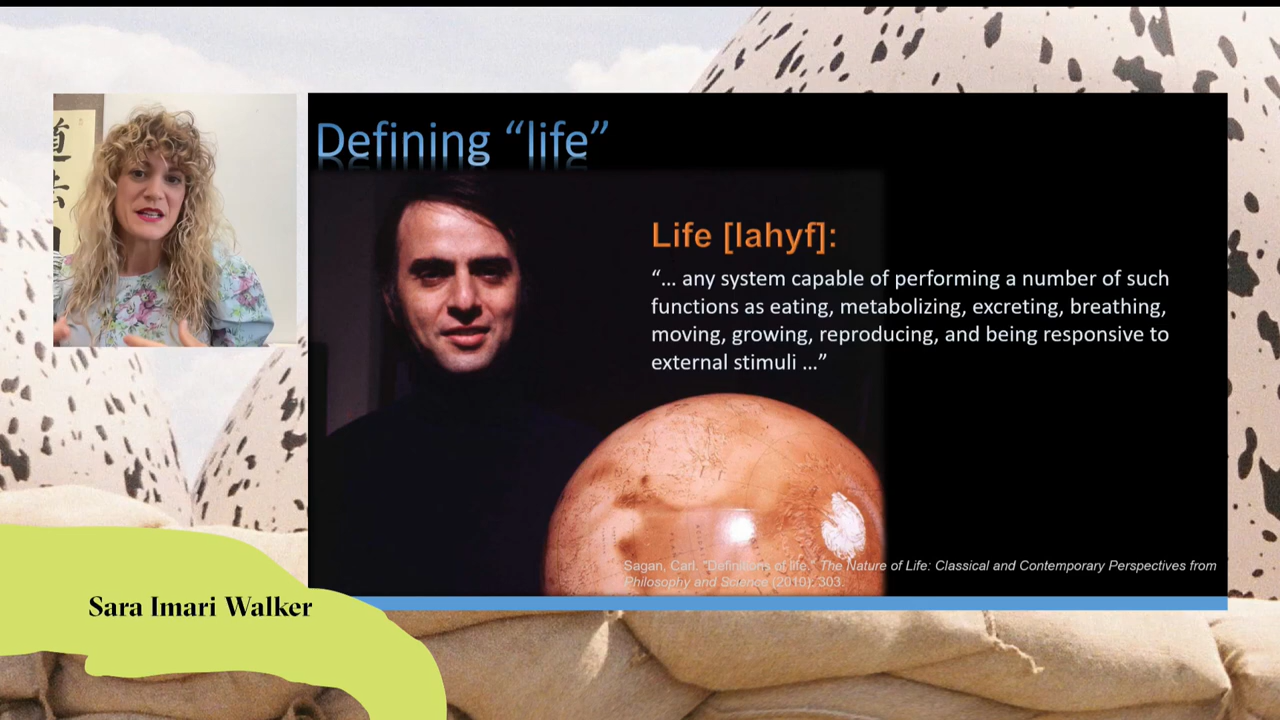 道
法
Defining “life”
Life [lahyf]:
“… any system capable of performing a number of such
functions as eating, metabolizing, excreting, breathing,
moving, growing, reproducing, and being responsive to
external stimuli …”
Sagan, Carl. "Definitions of life." The Nature of Life: Classical and Contemporary Perspectives from
Philosophy and Science (2010): 303.
Sara Imari Walker